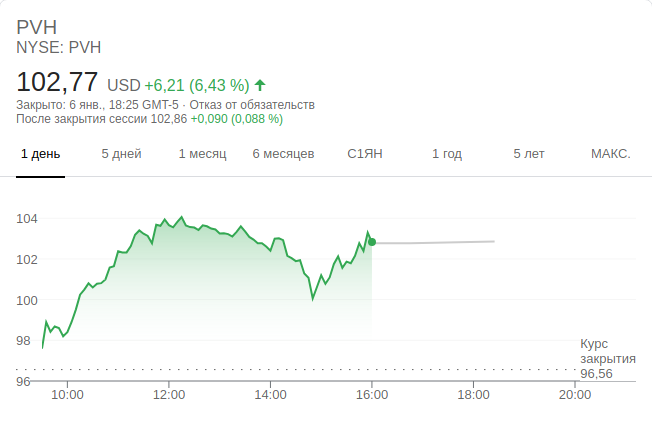 PVH
NYSE: PVH
102,77 USD +6,21 (6,43 %)
Закрыто: 6 янв., 18:25 GMT-5 · Отказ от обязательств
После закрытия сессии 102,86 +0,090 (0,088 %)
1 день 5 дней 1 месяц 6 месяцев С1ЯН 1 год 5 лет МАКС.
104
102
100
98
Курс
закрытия
96,56
96
10:00 12:00 14:00 16:00 18:00 20:00